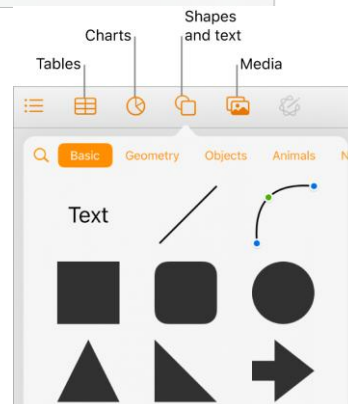 Shapes
and text
Charts
Tables
Media
Basic
Geometry
Objects
Animals
N
Text